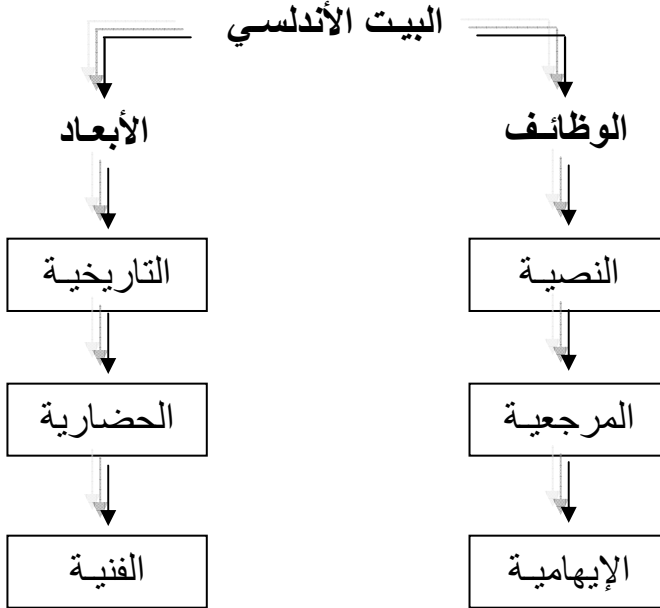 البيت الأندلسي
الوظائف
الأبعاد
النصية
التاريخية
المرجعية
الحضارية
الإيهامية
الفنية